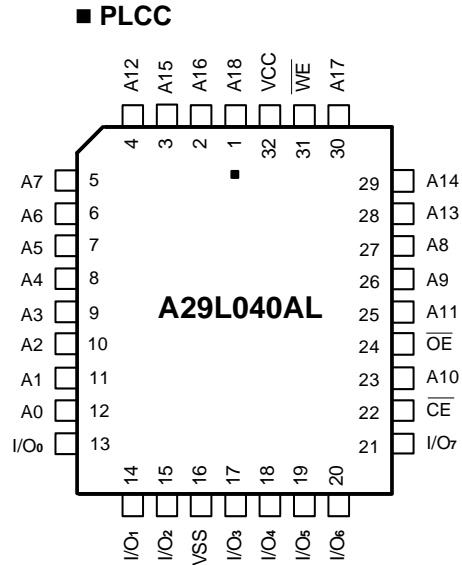 ■ PLCC
A12 A15 A16 A18 VCC W̅E̅ A17
4 3 2 1 32 31 30
A7 5 29 A14
A6 6 28 A13
A5 7 27 A8
A4 8 26 A9
A3 9 A29L040AL 25 A11
A2 10 24 O̅E̅
A1 11 23 A10
A0 12 22 C̅E̅
I/O0 13 21 I/O7
14 15 16 17 18 19 20
I/O1 I/O2 VSS I/O3 I/O4 I/O5 I/O6